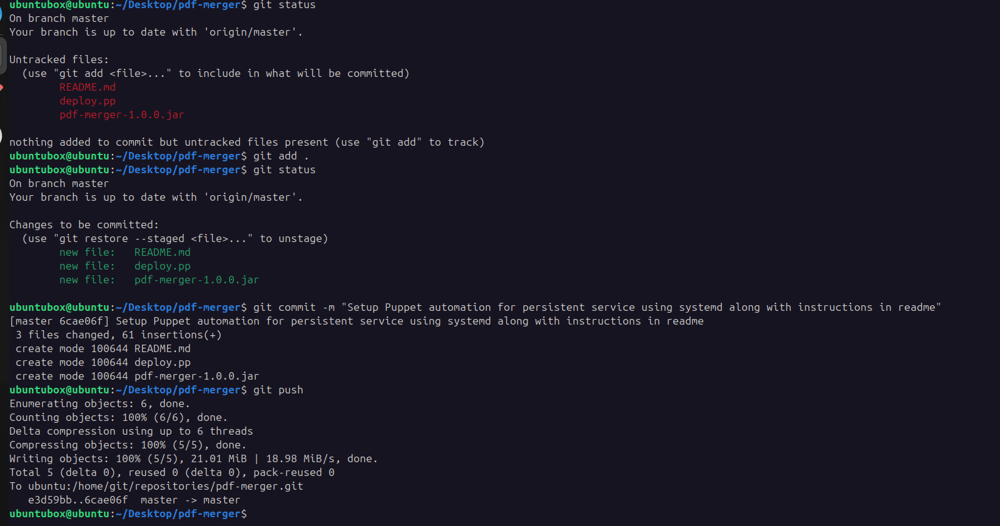 ubuntubox@ubuntu:~/Desktop/pdf-merger$ git status
On branch master
Your branch is up to date with 'origin/master'.
Untracked files:
  (use "git add <file>..." to include in what will be committed)
        README.md
        deploy.pp
        pdf-merger-1.0.0.jar
nothing added to commit but untracked files present (use "git add" to track)
ubuntubox@ubuntu:~/Desktop/pdf-merger$ git add .
ubuntubox@ubuntu:~/Desktop/pdf-merger$ git status
On branch master
Your branch is up to date with 'origin/master'.
Changes to be committed:
  (use "git restore --staged <file>..." to unstage)
        new file:   README.md
        new file:   deploy.pp
        new file:   pdf-merger-1.0.0.jar
ubuntubox@ubuntu:~/Desktop/pdf-merger$ git commit -m "Setup Puppet automation for persistent service using systemd along with instructions in readme"
[master 6cae06f] Setup Puppet automation for persistent service using systemd along with instructions in readme
 3 files changed, 61 insertions(+)
 create mode 100644 README.md
 create mode 100644 deploy.pp
 create mode 100644 pdf-merger-1.0.0.jar
ubuntubox@ubuntu:~/Desktop/pdf-merger$ git push
Enumerating objects: 6, done.
Counting objects: 100% (6/6), done.
Delta compression using up to 6 threads
Compressing objects: 100% (5/5), done.
Writing objects: 100% (5/5), 21.01 MiB | 18.98 MiB/s, done.
Total 5 (delta 0), reused 0 (delta 0), pack-reused 0
To ubuntu:/home/git/repositories/pdf-merger.git
   e3d59bb..6cae06f  master -> master
ubuntubox@ubuntu:~/Desktop/pdf-merger$